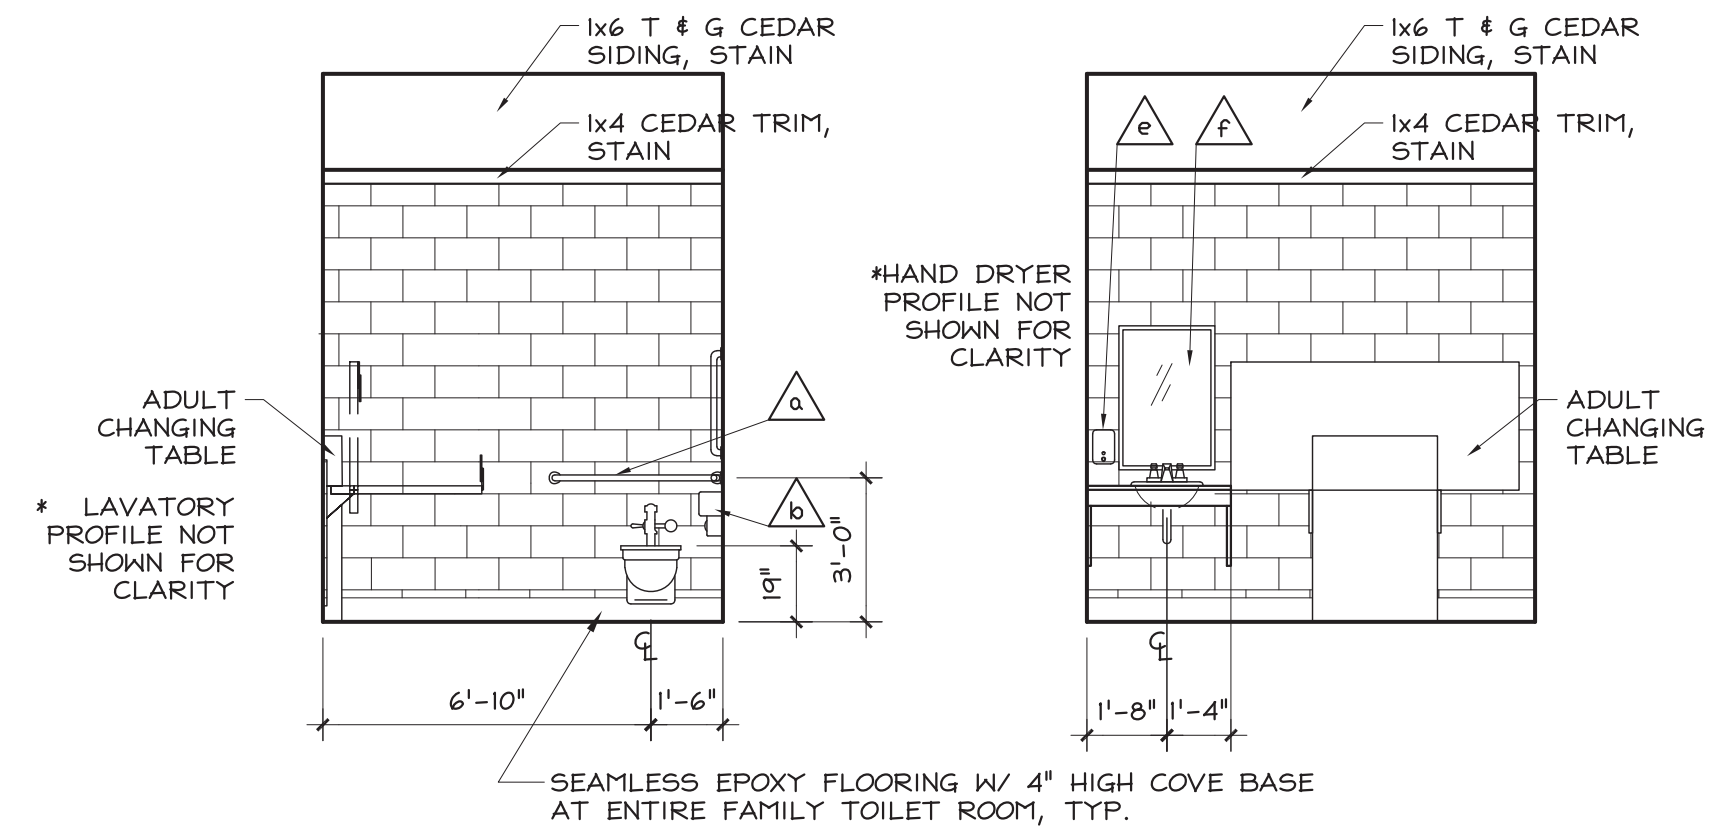 1x6 T & G CEDAR
SIDING, STAIN
1x4 CEDAR TRIM,
STAIN
ADULT
CHANGING
TABLE
* LAVATORY
PROFILE NOT
SHOWN FOR
CLARITY
a
b
19"
3'-0"
CL
6'-10"
1'-6"
SEAMLESS EPOXY FLOORING W/ 4" HIGH COVE BASE
AT ENTIRE FAMILY TOILET ROOM, TYP.
1x6 T & G CEDAR
SIDING, STAIN
e
f
1x4 CEDAR TRIM,
STAIN
*HAND DRYER
PROFILE NOT
SHOWN FOR
CLARITY
ADULT
CHANGING
TABLE
CL
1'-8"
1'-4"